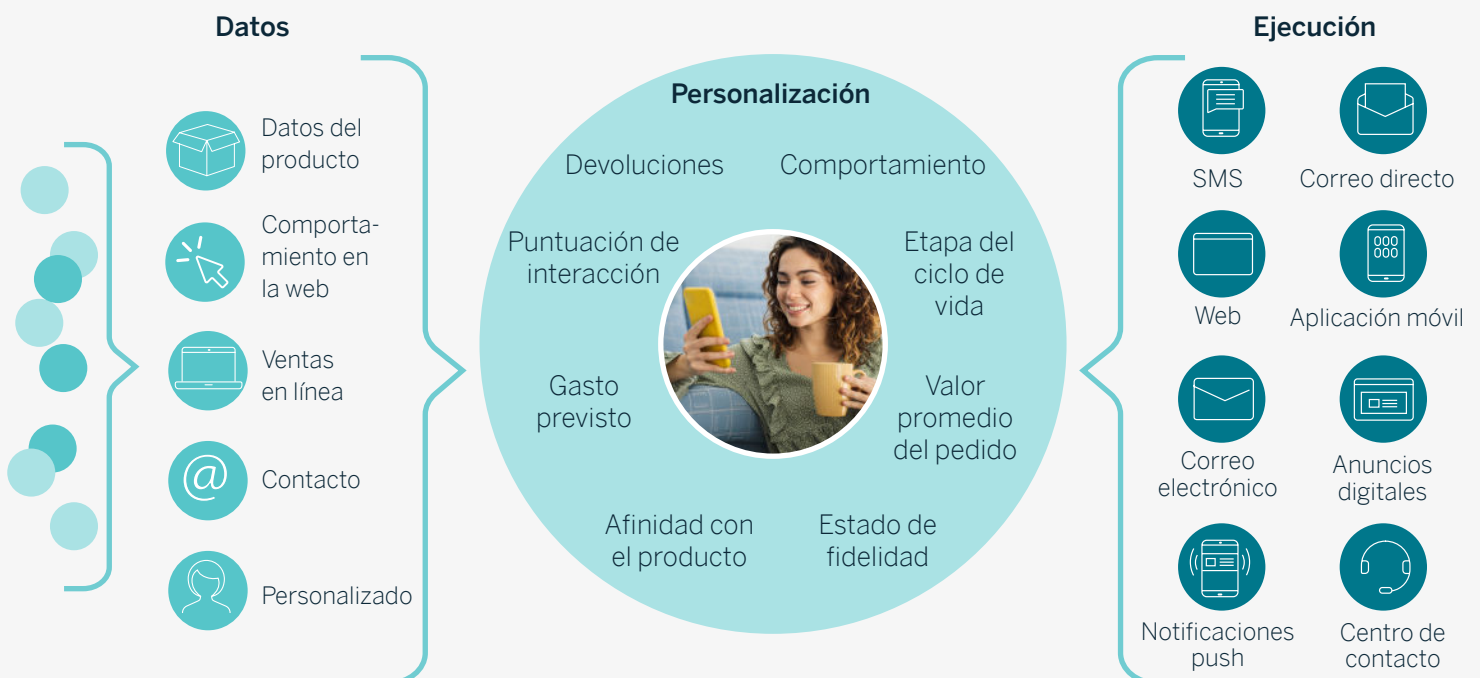 Datos
Datos del
producto
Comporta-
miento en
la web
Ventas
en línea
@
Contacto
Personalizado
Personalización
Devoluciones
Comportamiento
Puntuación de
interacción
Etapa del
ciclo de
vida
Gasto
previsto
Valor
promedio
del pedido
Afinidad con
el producto
Estado de
fidelidad
Ejecución
SMS
Correo directo
Web
Aplicación móvil
Correo
electrónico
Anuncios
digitales
Notificaciones
push
Centro de
contacto